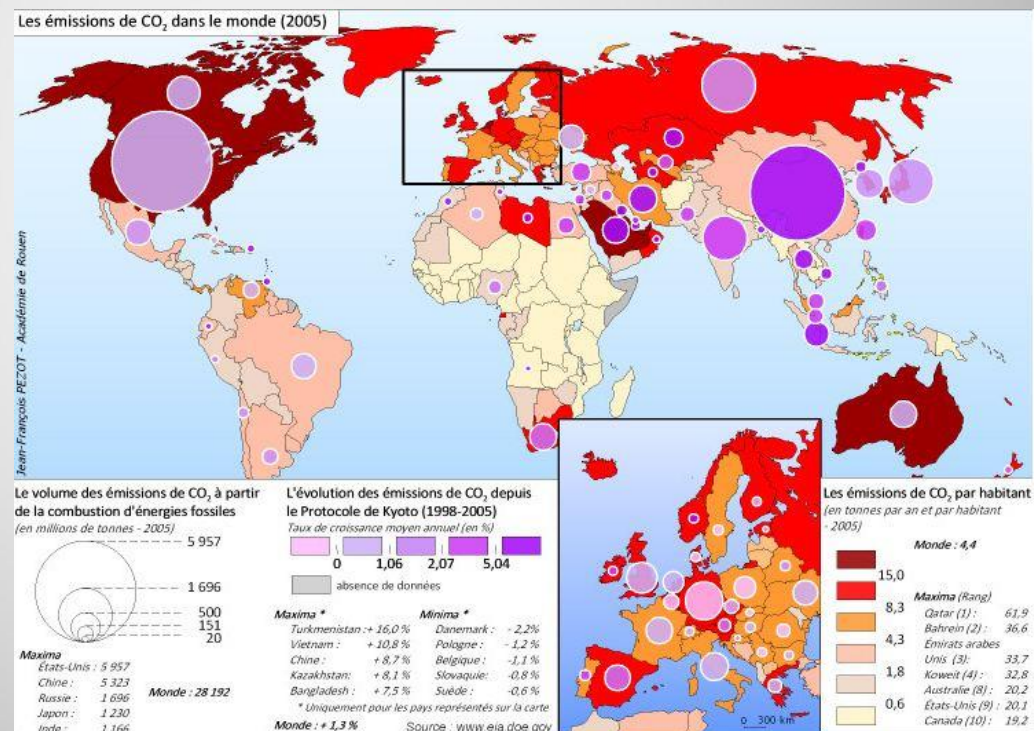 Les émissions de CO₂ dans le monde (2005)
Jean-François PEZOT - Académie de Rouen
Le volume des émissions de CO₂ à partir
de la combustion d'énergies fossiles
(en millions de tonnes - 2005)
5 957
1 696
500
151
20
Maxima
États-Unis : 5 957
Chine : 5 323
Russie : 1 696
Japon : 1 230
Inde : 1 166
Monde : 28 192
L'évolution des émissions de CO₂ depuis
le Protocole de Kyoto (1998-2005)
Taux de croissance moyen annuel (en %)
0 1,06 2,07 5,04
absence de données
Maxima *
Turkmenistan :+ 16,0 %
Vietnam : + 10,8 %
Chine : + 8,7 %
Kazakhstan: + 8,1 %
Bangladesh : + 7,5 %
Minima *
Danemark : - 2,2%
Pologne : - 1,2 %
Belgique : -1,1 %
Slovaquie: -0,8 %
Suède : -0,6 %
* Uniquement pour les pays représentés sur la carte
Monde : + 1,3 %
Source : www.eia.doe.gov
0 300 km
Les émissions de CO₂ par habitant
(en tonnes par an et par habitant
- 2005)
Monde : 4,4
15,0
8,3
4,3
1,8
0,6
Maxima (Rang)
Qatar (1) : 61,9
Bahrein (2) : 36,6
Émirats arabes
Unis (3): 33,7
Koweit (4) : 32,8
Australie (8) : 20,2
États-Unis (9) : 20,1
Canada (10) : 19,2